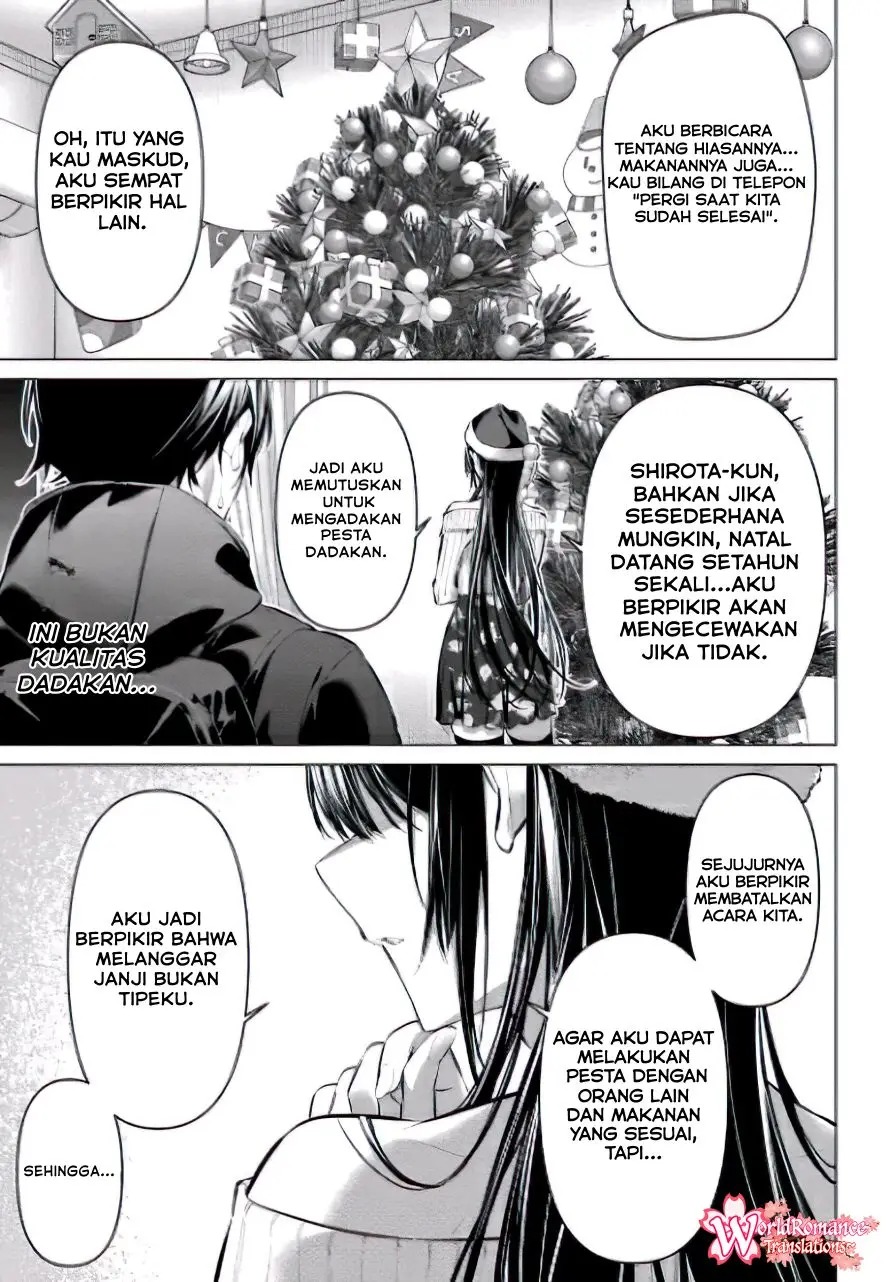 AKU BERBICARA
TENTANG HIASANNYA...
MAKANANNYA JUGA...
KAU BILANG DI TELEPON
"PERGI SAAT KITA
SUDAH SELESAI".
OH, ITU YANG
KAU MASKUD,
AKU SEMPAT
BERPIKIR HAL
LAIN.
S
A
C
SHIROTA-KUN,
BAHKAN JIKA
SESEDERHANA
MUNGKIN, NATAL
DATANG SETAHUN
SEKALI...AKU
BERPIKIR AKAN
MENGECEWAKAN
JIKA TIDAK.
JADI AKU
MEMUTUSKAN
UNTUK
MENGADAKAN
PESTA
DADAKAN.
INI BUKAN
KUALITAS
DADAKAN...
SEJUJURNYA
AKU BERPIKIR
MEMBATALKAN
ACARA KITA.
AGAR AKU DAPAT
MELAKUKAN
PESTA DENGAN
ORANG LAIN
DAN MAKANAN
YANG SESUAI,
TAPI...
AKU JADI
BERPIKIR BAHWA
MELANGGAR
JANJI BUKAN
TIPEKU.
SEHINGGA...
WorldRomance
Translations